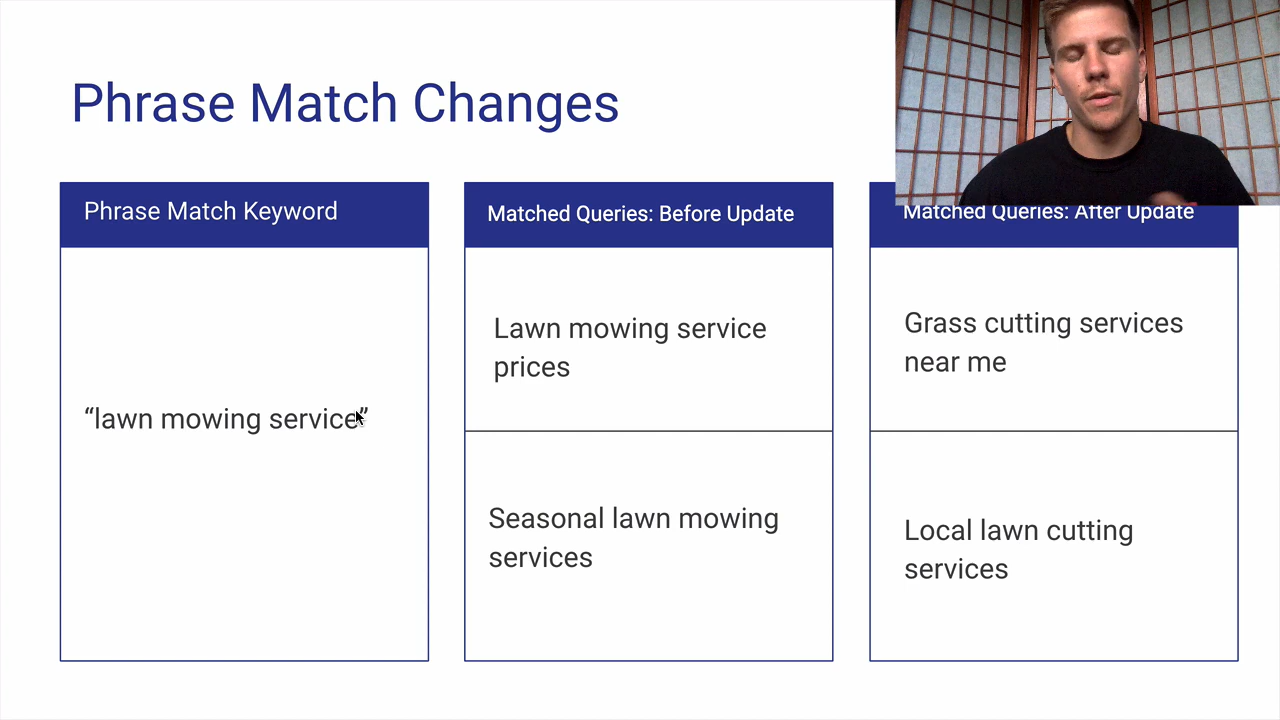 Phrase Match Changes
Phrase Match Keyword
“lawn mowing service”
Matched Queries: Before Update
Lawn mowing service
prices
Seasonal lawn mowing
services
Matched Queries: After Update
Grass cutting services
near me
Local lawn cutting
services